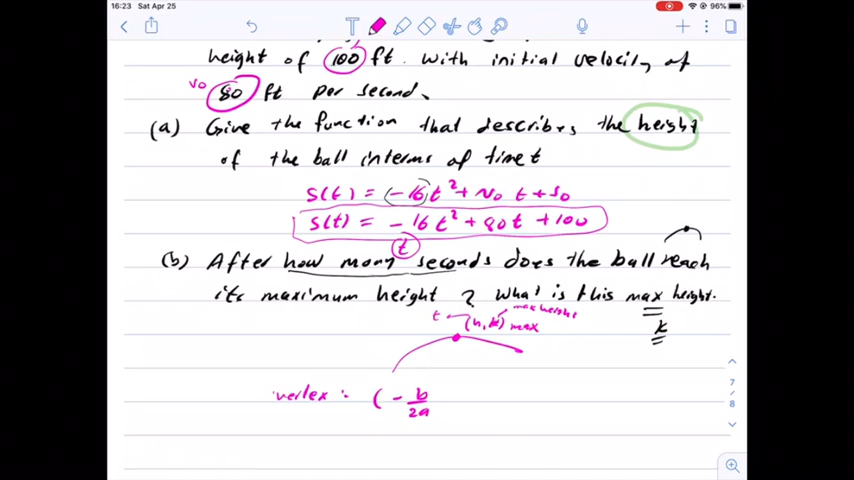 16:23 Sat Apr 25
96%
height of 100 ft. With initial velocity of
v0 80 ft per second.
(a) Give the function that describes the height
of the ball interms of time t
S(t) = -16t² + v0 t + s0
S(t) = -16t² + 80t + 100
t
(b) After how many seconds does the ball reach
its maximum height ? What is this max height.
t (h, k) max max height
k
vertex : ( - b
2a
7
/
8